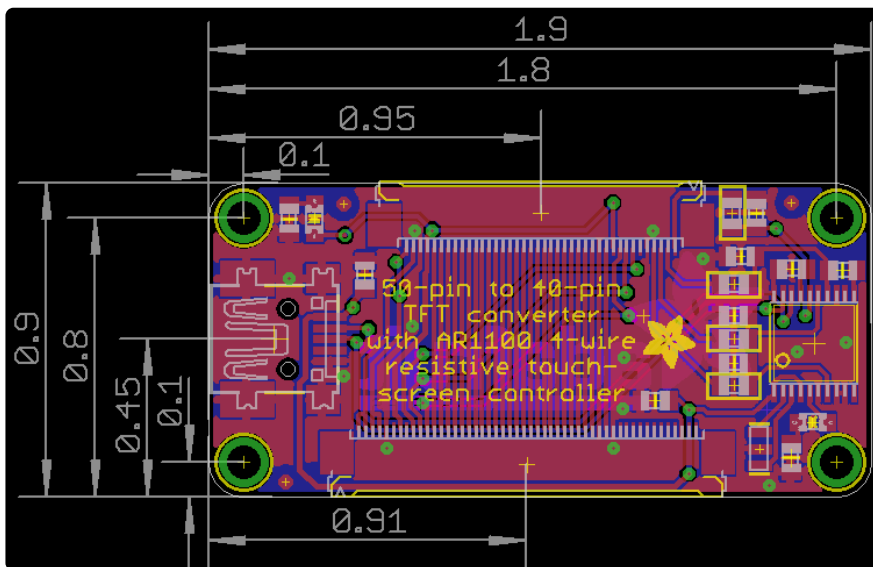 1.9
1.8
0.95
0.1
0.9
0.8
0.45
0.1
50-pin to 40-pin
TFT converter
with AR1100 4-wire
resistive touch-
screen controller
0.91